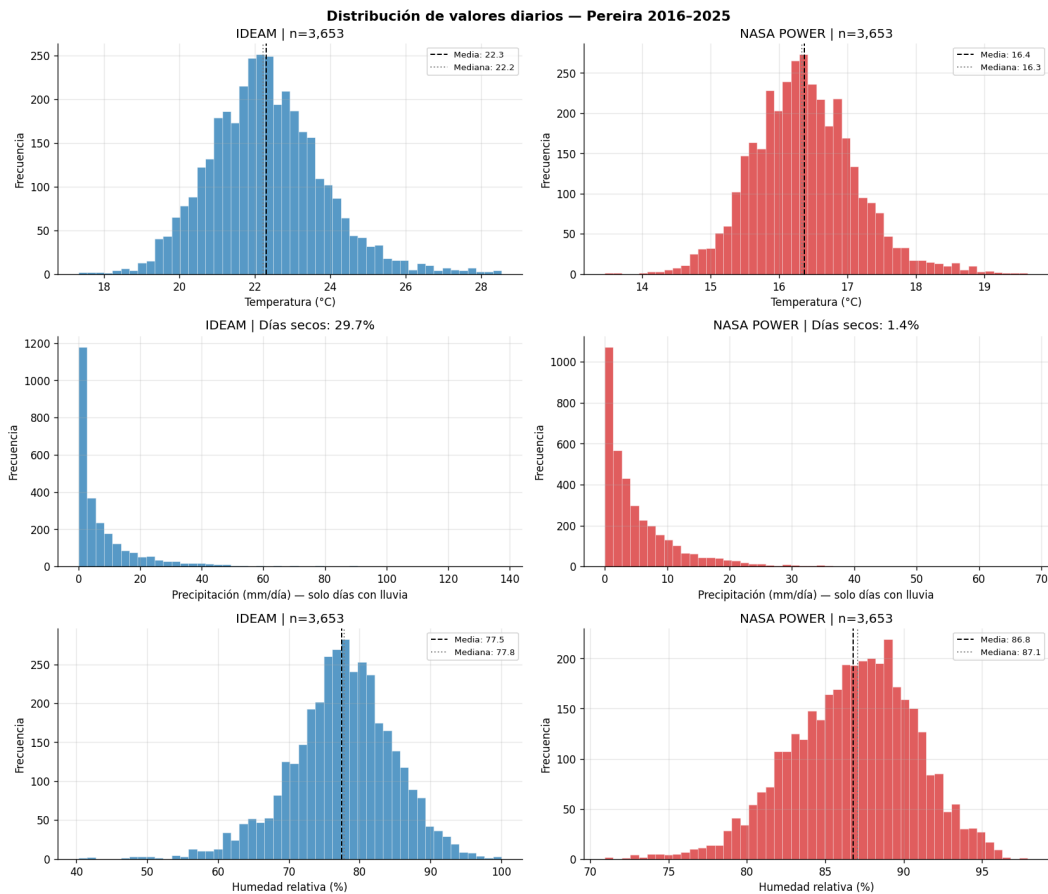 Distribución de valores diarios — Pereira 2016–2025
IDEAM | n=3,653
Frecuencia
250
200
150
100
50
0
18
20
22
24
26
28
Temperatura (°C)
Media: 22.3
Mediana: 22.2
NASA POWER | n=3,653
Frecuencia
250
200
150
100
50
0
14
15
16
17
18
19
Temperatura (°C)
Media: 16.4
Mediana: 16.3
IDEAM | Días secos: 29.7%
Frecuencia
1200
1000
800
600
400
200
0
0
20
40
60
80
100
120
140
Precipitación (mm/día) — solo días con lluvia
NASA POWER | Días secos: 1.4%
Frecuencia
1000
800
600
400
200
0
0
10
20
30
40
50
60
70
Precipitación (mm/día) — solo días con lluvia
IDEAM | n=3,653
Frecuencia
250
200
150
100
50
0
40
50
60
70
80
90
100
Humedad relativa (%)
Media: 77.5
Mediana: 77.8
NASA POWER | n=3,653
Frecuencia
200
150
100
50
0
70
75
80
85
90
95
Humedad relativa (%)
Media: 86.8
Mediana: 87.1